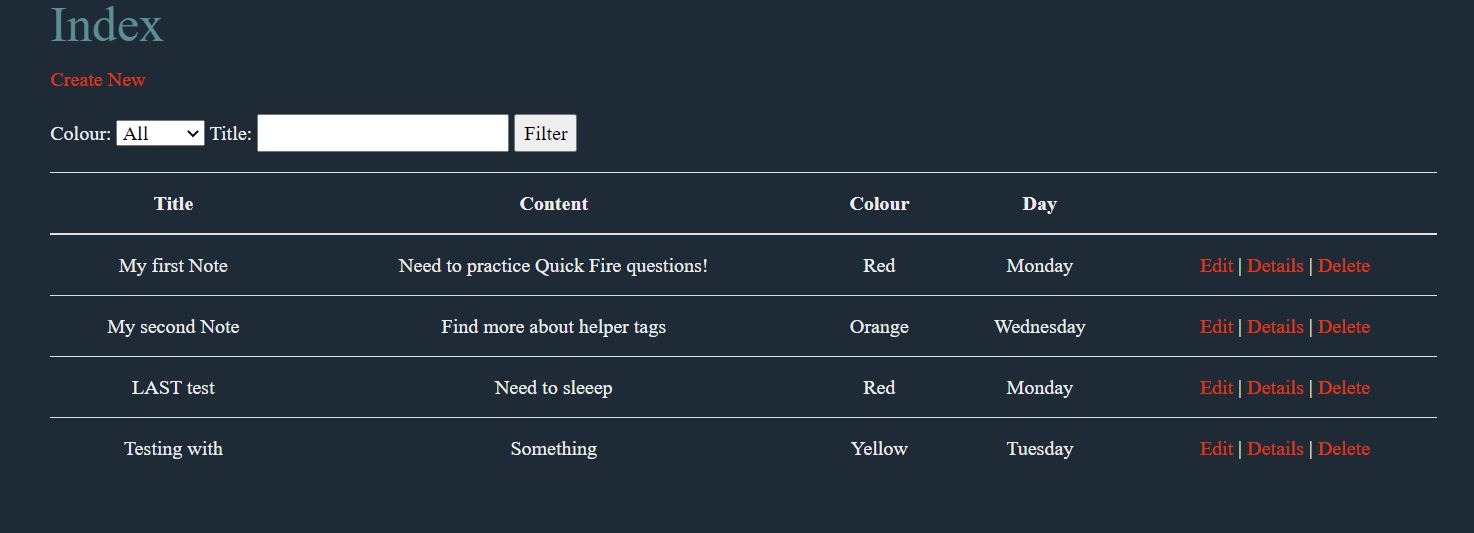 Index
Create New
Colour: All Title: Filter
Title Content Colour Day
My first Note Need to practice Quick Fire questions! Red Monday Edit | Details | Delete
My second Note Find more about helper tags Orange Wednesday Edit | Details | Delete
LAST test Need to sleeep Red Monday Edit | Details | Delete
Testing with Something Yellow Tuesday Edit | Details | Delete